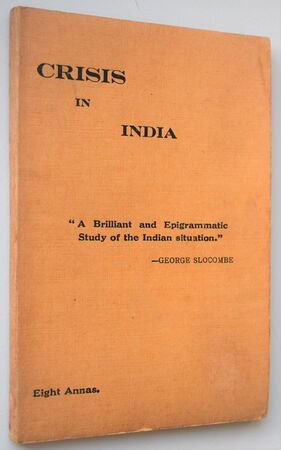 CRISIS
IN
INDIA
"A Brilliant and Epigrammatic
Study of the Indian situation."
—GEORGE SLOCOMBE
Eight Annas.